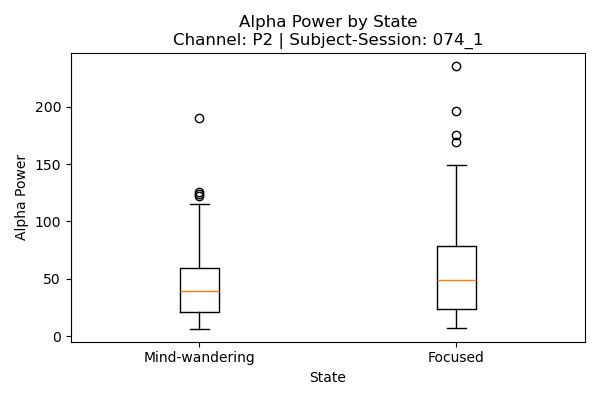 Alpha Power by State
Channel: P2 | Subject-Session: 074_1
Alpha Power
200
150
100
50
0
Mind-wandering
Focused
State